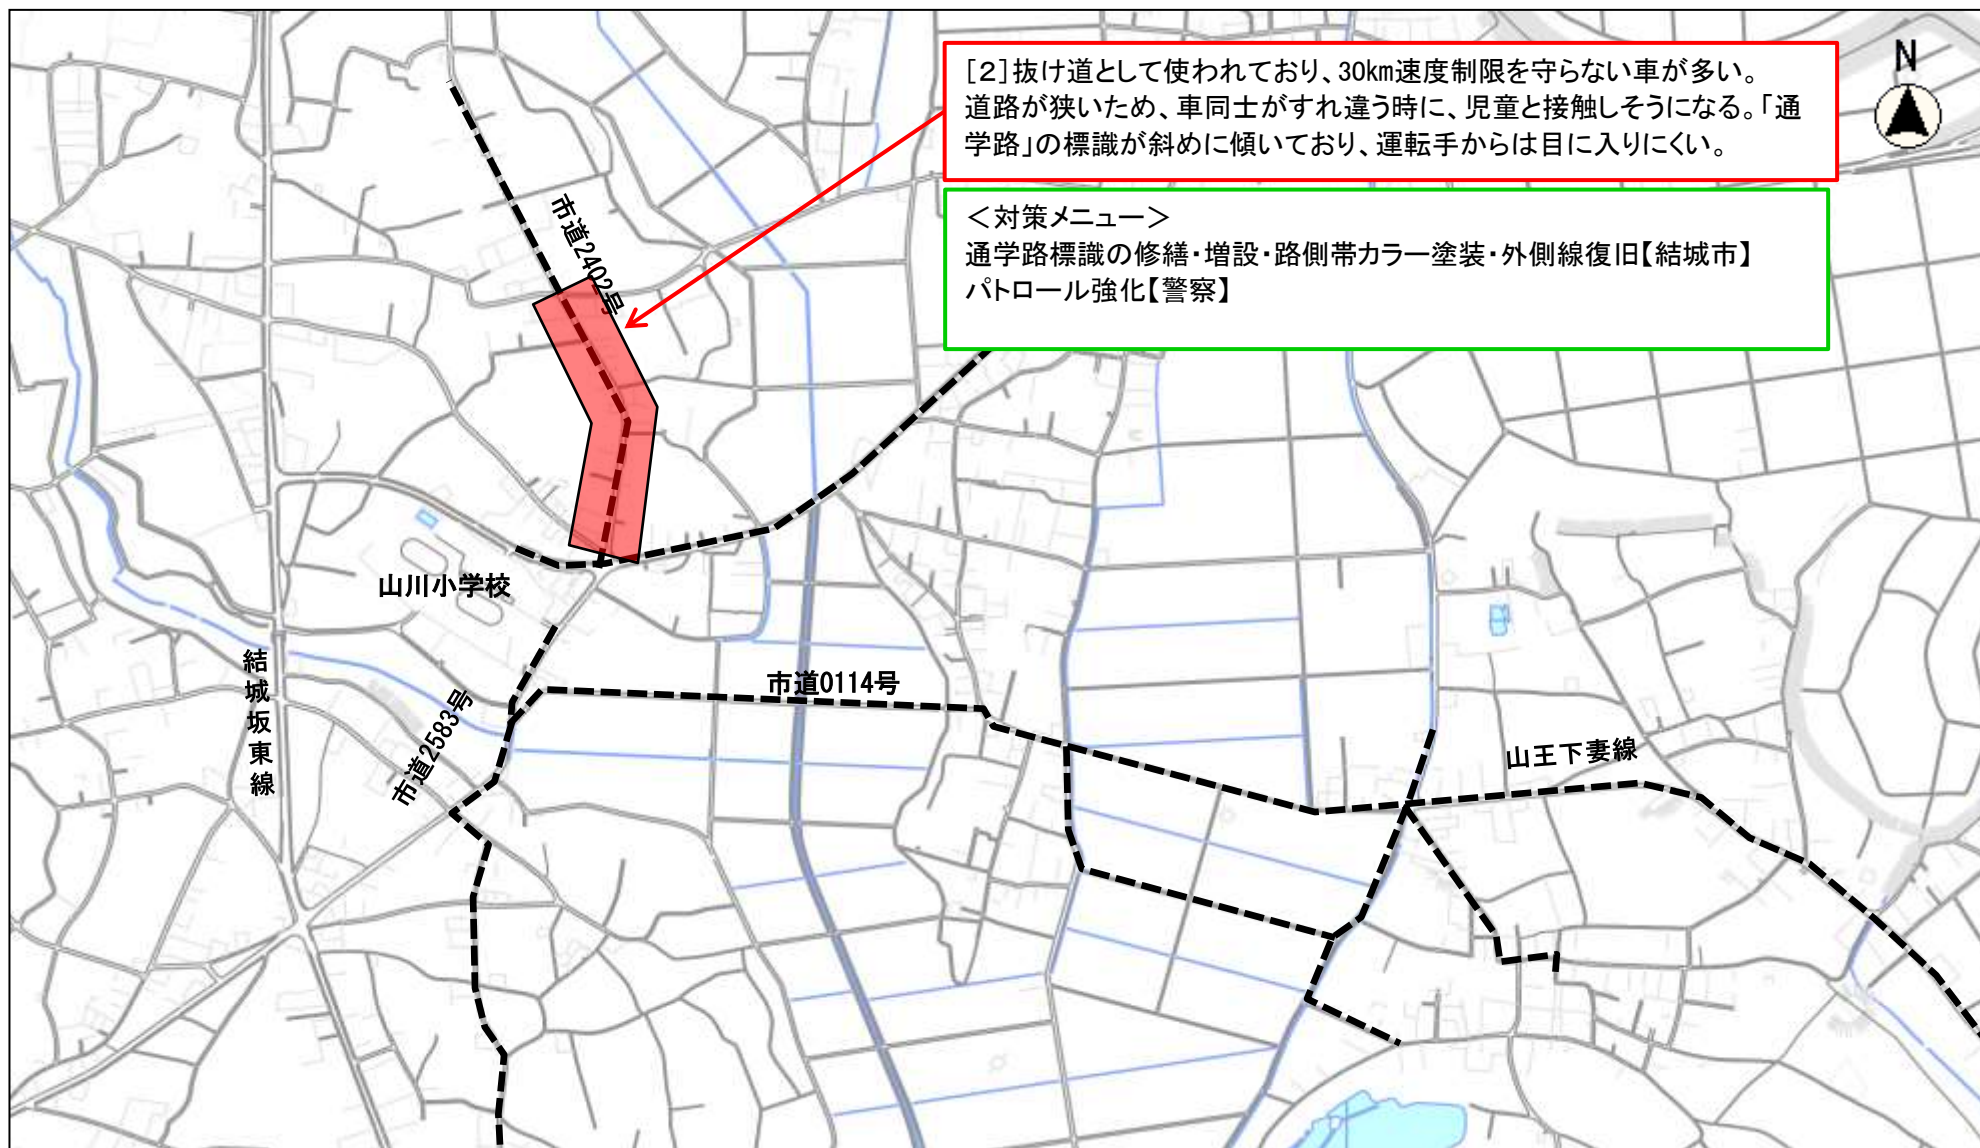 [2]抜け道として使われており、30km速度制限を守らない車が多い。
道路が狭いため、車同士がすれ違う時に、児童と接触しそうになる。「通
学路」の標識が斜めに傾いており、運転手からは目に入りにくい。
N
<対策メニュー>
通学路標識の修繕・増設・路側帯カラー塗装・外側線復旧【結城市】
パトロール強化【警察】
市道2402号
山川小学校
結城坂東線
市道2583号
市道0114号
山王下妻線